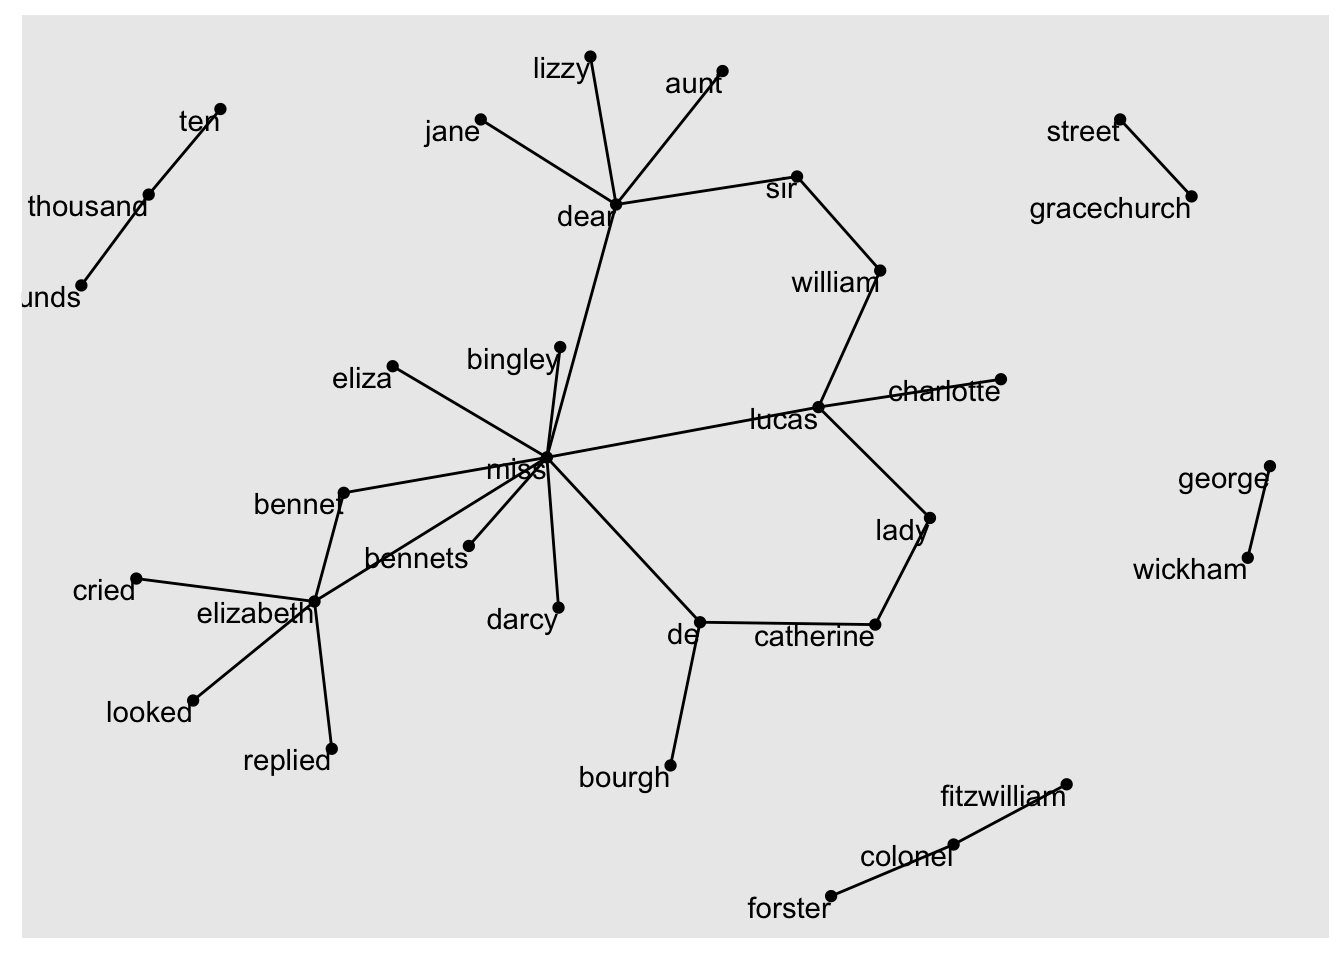 lizzy
aunt
ten
jane
street
sir
thousand
gracechurch
dear
william
unds
bingley
eliza
charlotte
lucas
miss
george
bennet
lady
bennets
wickham
cried
elizabeth
darcy
de
catherine
looked
replied
bourgh
fitzwilliam
colonel
forster